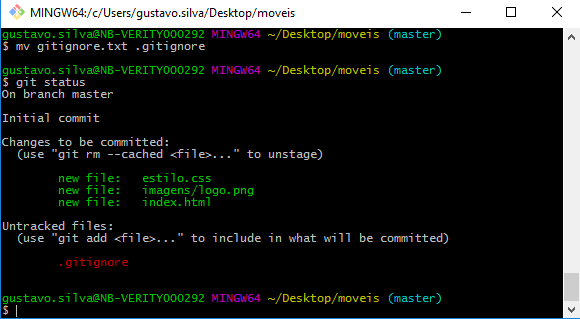 MINGW64:/c/Users/gustavo.silva/Desktop/moveis
gustavo.silva@NB-VERITY000292 MINGW64 ~/Desktop/moveis (master)
$ mv gitignore.txt .gitignore
gustavo.silva@NB-VERITY000292 MINGW64 ~/Desktop/moveis (master)
$ git status
On branch master
Initial commit
Changes to be committed:
(use "git rm --cached <file>..." to unstage)
new file: estilo.css
new file: imagens/logo.png
new file: index.html
Untracked files:
(use "git add <file>..." to include in what will be committed)
.gitignore
gustavo.silva@NB-VERITY000292 MINGW64 ~/Desktop/moveis (master)
$